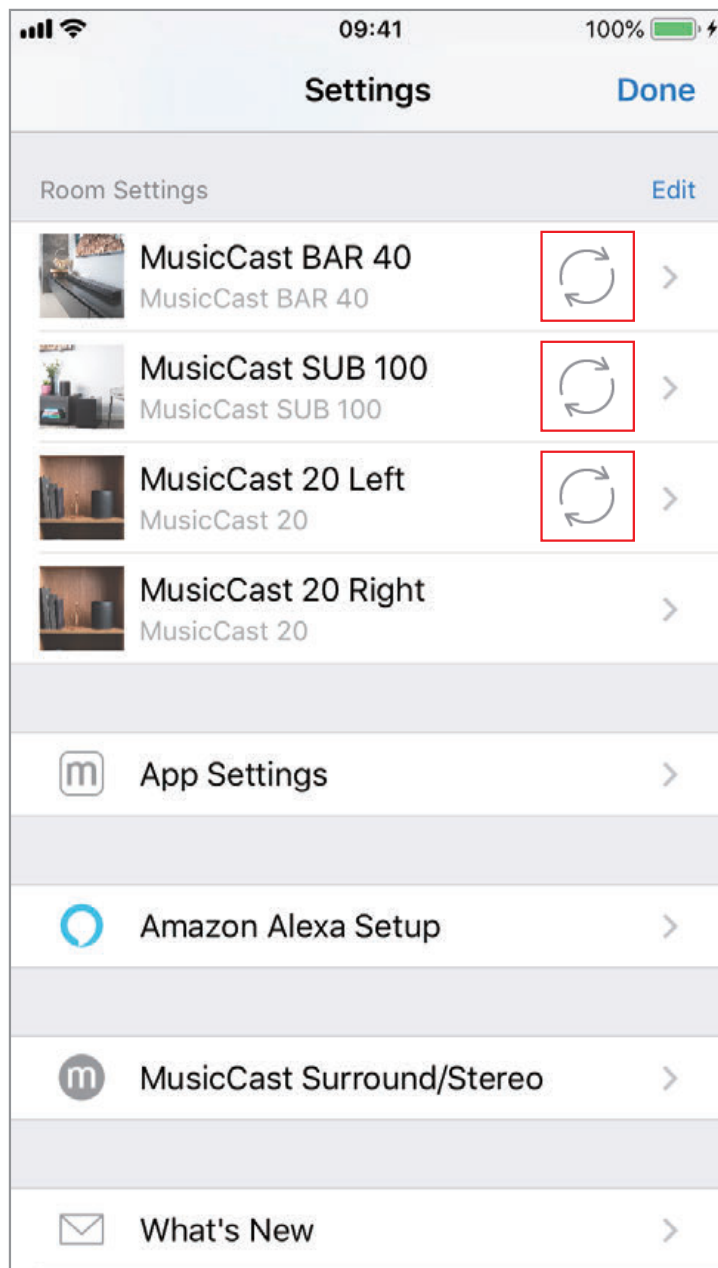 09:41
100%
Settings
Done
Room Settings
Edit
MusicCast BAR 40
MusicCast BAR 40
MusicCast SUB 100
MusicCast SUB 100
MusicCast 20 Left
MusicCast 20
MusicCast 20 Right
MusicCast 20
m App Settings
Amazon Alexa Setup
m MusicCast Surround/Stereo
What's New